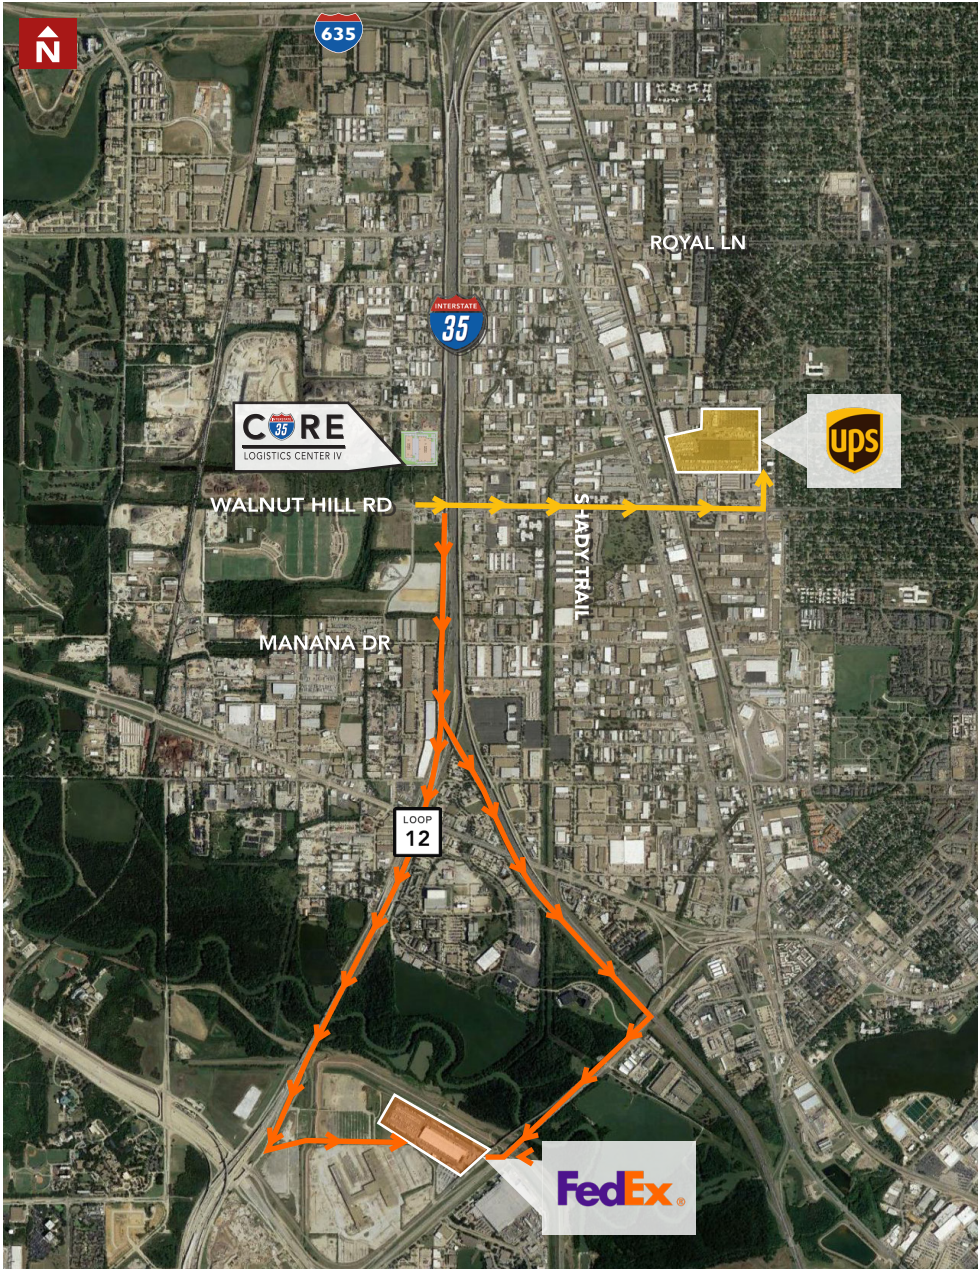 N
635
ROYAL LN
INTERSTATE
35
CORE
INTERSTATE
35
LOGISTICS CENTER IV
ups
WALNUT HILL RD
SHADY TRAIL
MANANA DR
LOOP
12
FedEx®